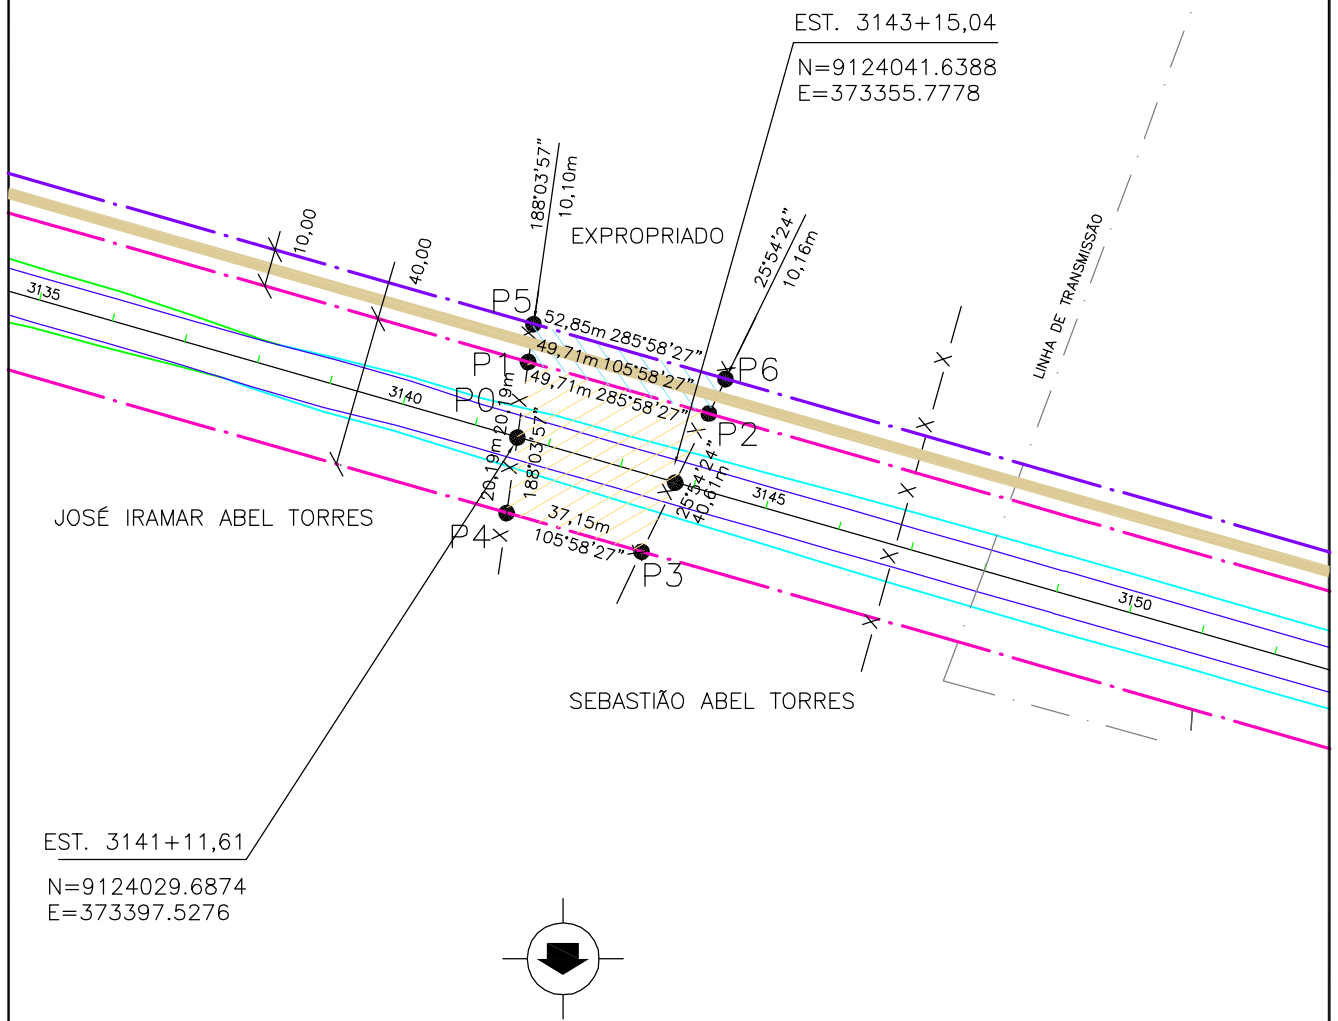 EST. 3143+15,04
N=9124041.6388
E=373355.7778
188°03'57"
10,10m
EXPROPRIADO
25°54'24"
10,16m
10,00
40,00
LINHA DE TRANSMISSÃO
3135
P5
52,85m 285°58'27"
49,71m 105°58'27"
P6
P1
49,71m 285°58'27"
P2
3140
P0
20,19m 20,19m
188°03'57"
25°54'24"
40,61m
3145
JOSÉ IRAMAR ABEL TORRES
P4
37,15m
105°58'27"
P3
3150
SEBASTIÃO ABEL TORRES
EST. 3141+11,61
N=9124029.6874
E=373397.5276